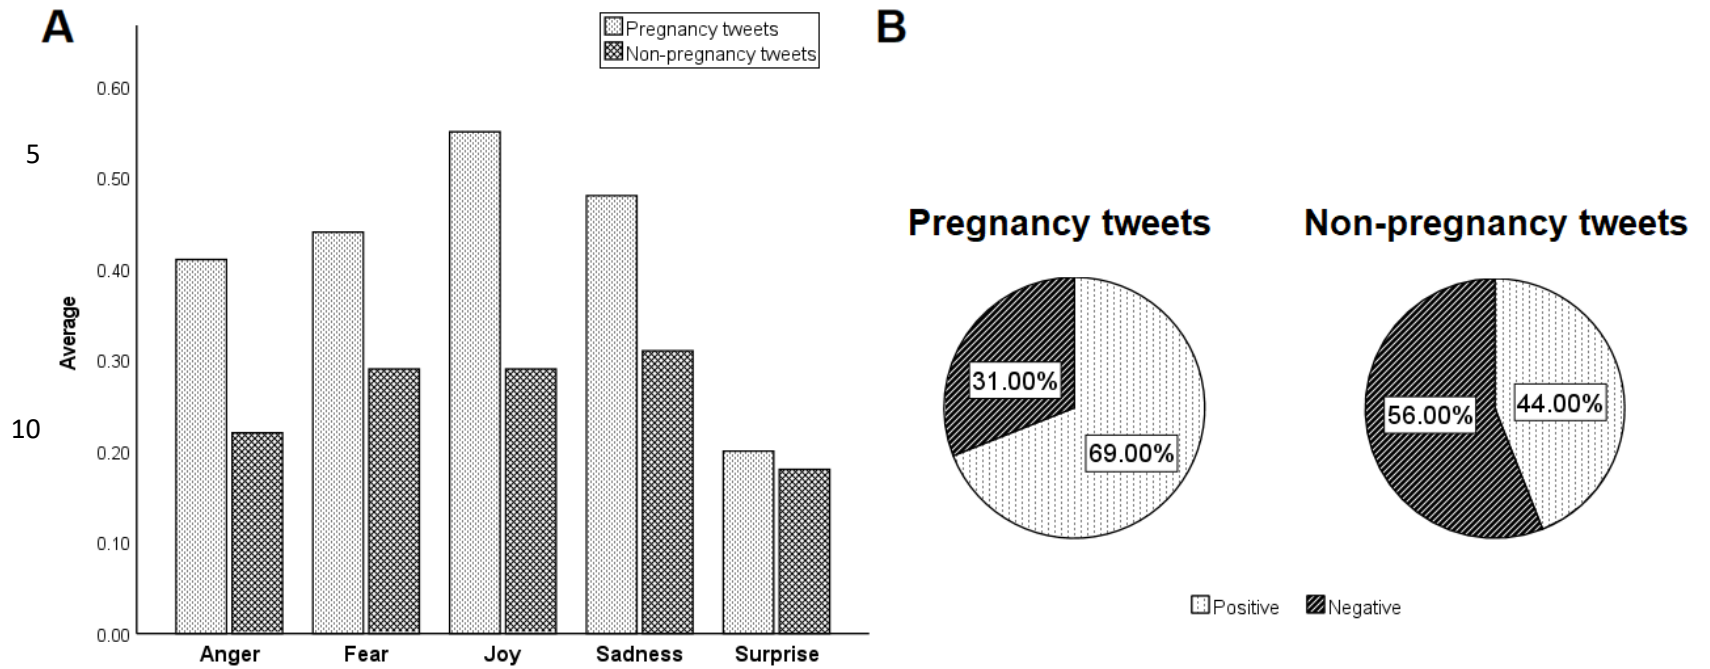 A
Pregnancy tweets
Non-pregnancy tweets
0.60
0.50
0.40
0.30
0.20
0.10
0.00
Average
5
10
Anger Fear Joy Sadness Surprise
B
Pregnancy tweets
31.00%
69.00%
Non-pregnancy tweets
56.00%
44.00%
Positive Negative